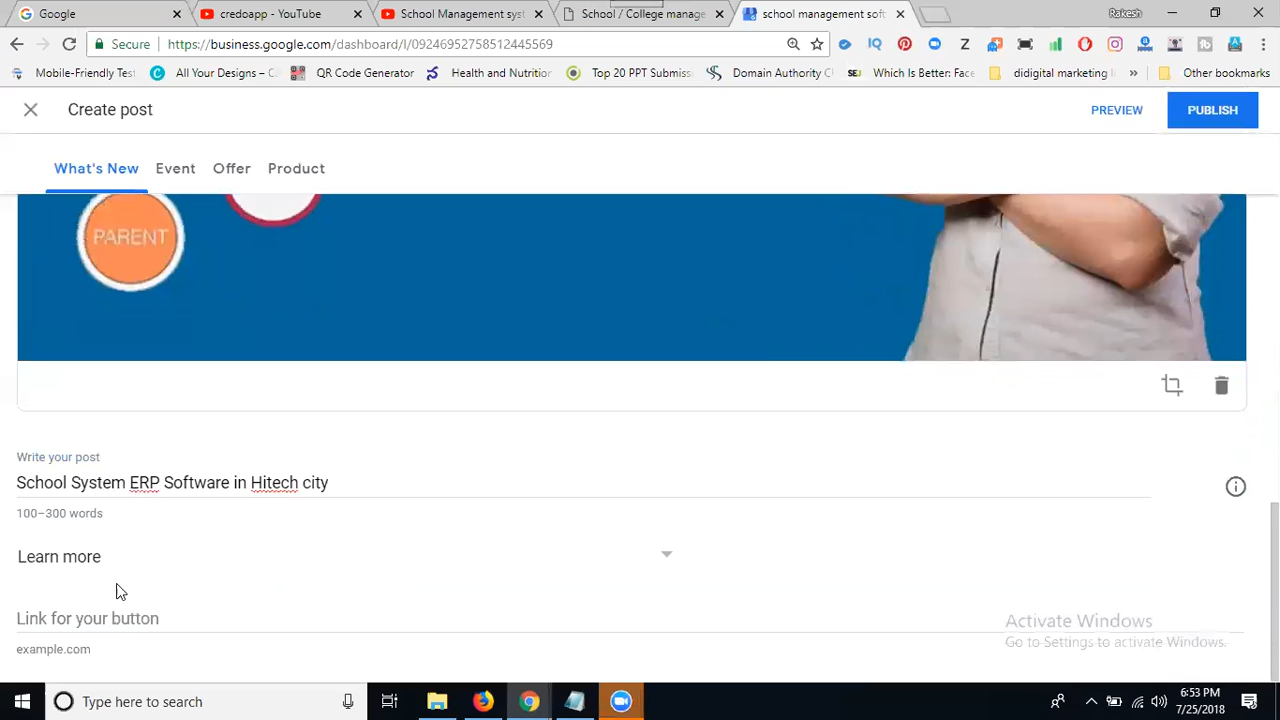 Google
credoapp - YouTube
School Management syst
School / College manage
school management soft
Rakesh
Secure
https://business.google.com/dashboard/l/09246952758512445569
Mobile-Friendly Test
All Your Designs – C
QR Code Generator
Health and Nutrition
Top 20 PPT Submiss
Domain Authority C
Which Is Better: Face
didigital marketing
Other bookmarks
Create post
PREVIEW
PUBLISH
What's New
Event
Offer
Product
PARENT
Write your post
School System ERP Software in Hitech city
100–300 words
Learn more
Link for your button
example.com
Activate Windows
Go to Settings to activate Windows.
Type here to search
6:53 PM
7/25/2018